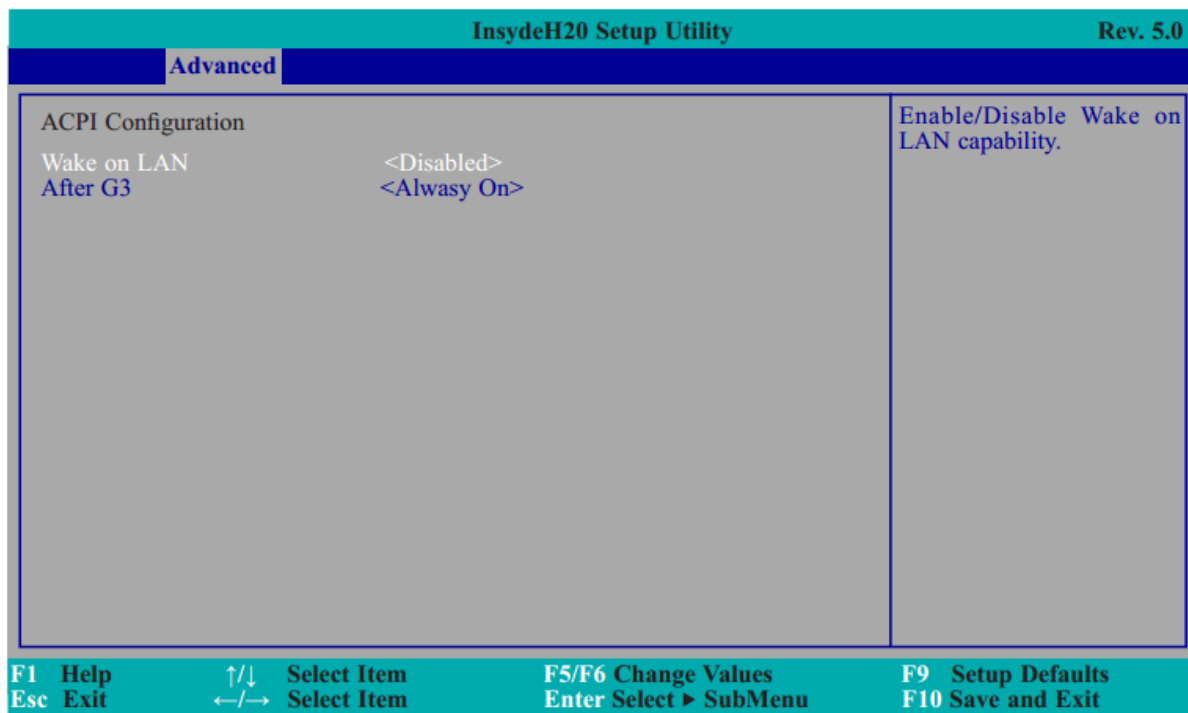 InsydeH20 Setup Utility
Rev. 5.0
Advanced
ACPI Configuration
Wake on LAN <Disabled>
After G3 <Alwasy On>
Enable/Disable Wake on
LAN capability.
F1 Help ↑/↓ Select Item F5/F6 Change Values F9 Setup Defaults
Esc Exit ←/→ Select Item Enter Select ▶ SubMenu F10 Save and Exit